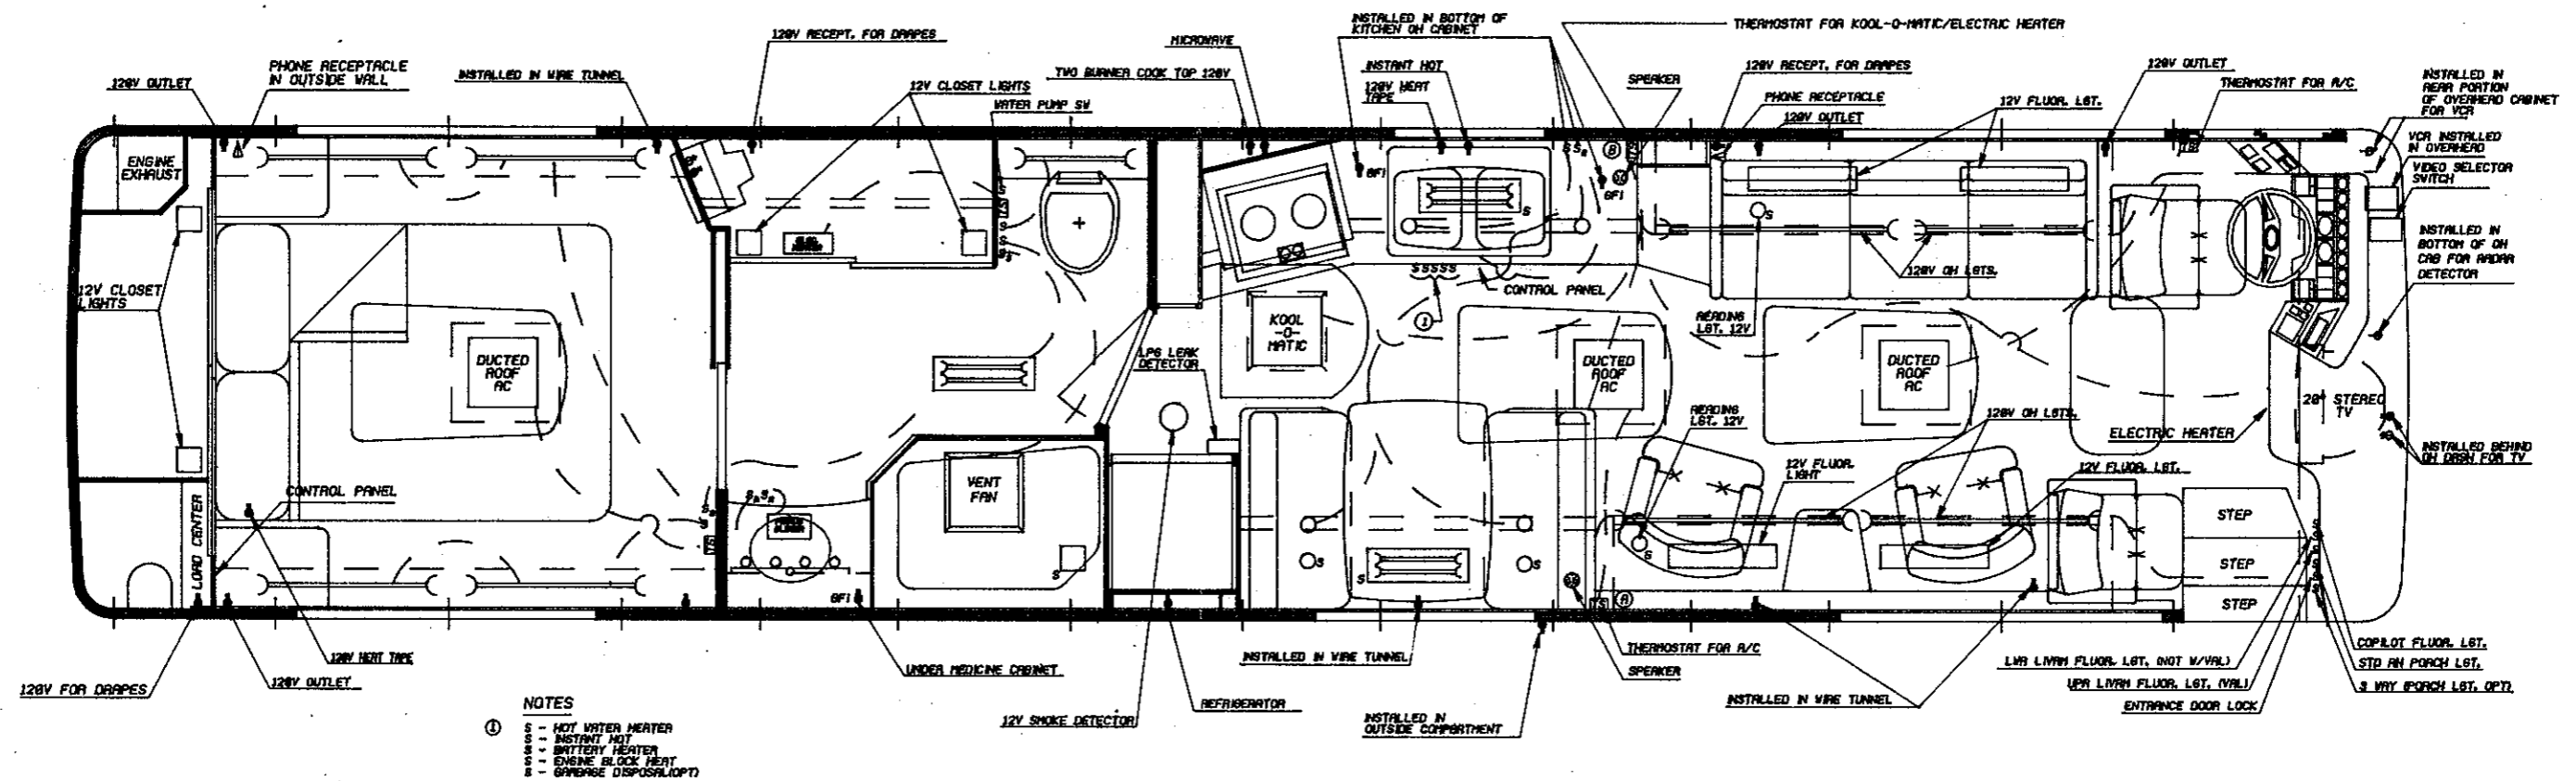 INSTALLED IN BOTTOM OF
KITCHEN OH CABINET
THERMOSTAT FOR KOOL-O-MATIC/ELECTRIC HEATER
120V RECEPT. FOR DRAPES
MICROWAVE
PHONE RECEPTACLE
IN OUTSIDE WALL
120V OUTLET
INSTALLED IN WIRE TUNNEL
12V CLOSET LIGHTS
TWO BURNER COOK TOP 120V
WATER PUMP SW
INSTANT HOT
120V HEAT
TAPE
SPEAKER
120V RECEPT. FOR DRAPES
PHONE RECEPTACLE
120V OUTLET
12V FLUOR. LGT.
120V OUTLET
THERMOSTAT FOR A/C
INSTALLED IN
REAR PORTION
OF OVERHEAD CABINET
FOR VCR
VCR INSTALLED
IN OVERHEAD
VIDEO SELECTOR
SWITCH
INSTALLED IN
BOTTOM OF OH
CAB FOR RADAR
DETECTOR
ENGINE
EXHAUST
GFI
B
GFI
S
S
TS
12V CLOSET
LIGHTS
SSSSS
CONTROL PANEL
1
120V OH LGTS.
READING
LGT. 12V
KOOL
-O-
MATIC
LPG LEAK
DETECTOR
DUCTED
ROOF
AC
DUCTED
ROOF
AC
DUCTED
ROOF
AC
READING
LGT. 12V
120V OH LGTS.
20" STEREO
TV
ELECTRIC HEATER
INSTALLED BEHIND
OH DASH FOR TV
12V FLUOR.
LIGHT
12V FLUOR. LGT.
VENT
FAN
CONTROL PANEL
LOAD CENTER
STEP
STEP
STEP
S
S
S
S
S
GFI
TS
A
120V HEAT TAPE
120V OUTLET
120V FOR DRAPES
UNDER MEDICINE CABINET
12V SMOKE DETECTOR
REFRIGERATOR
INSTALLED IN WIRE TUNNEL
INSTALLED IN
OUTSIDE COMPARTMENT
THERMOSTAT FOR A/C
SPEAKER
INSTALLED IN WIRE TUNNEL
LWR LIVRM FLUOR. LGT. (NOT W/VAL)
UPR LIVRM FLUOR. LGT. (VAL)
ENTRANCE DOOR LOCK
COPILOT FLUOR. LGT.
STD RH PORCH LGT.
3 WAY (PORCH LGT. OPT)
NOTES
1 S - HOT WATER HEATER
S - INSTANT HOT
S - BATTERY HEATER
S - ENGINE BLOCK HEAT
S - GARBAGE DISPOSAL(OPT)